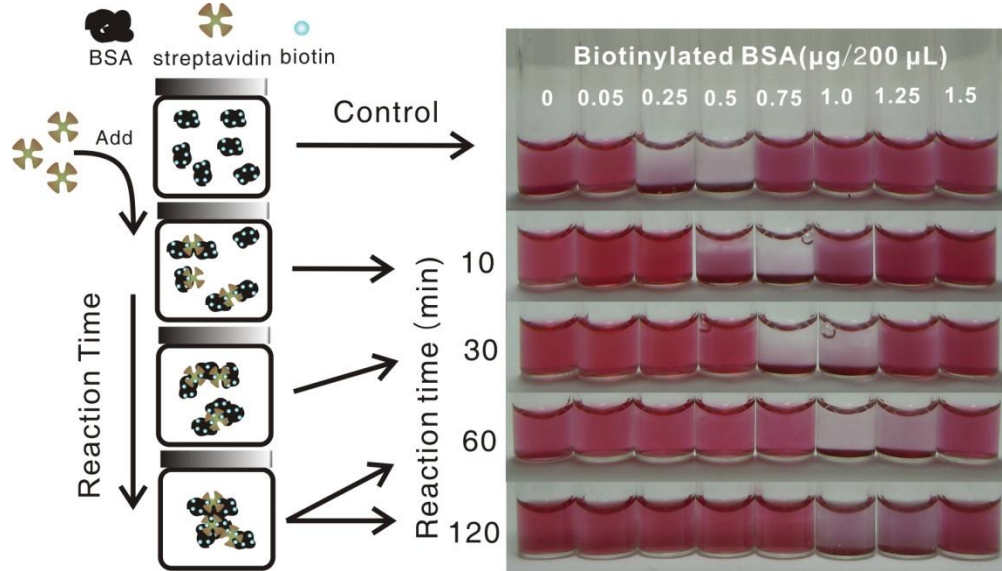 BSA streptavidin biotin
Add
Control
Reaction Time
Reaction time (min)
10
30
60
120
Biotinylated BSA(μg/200 μL)
0 0.05 0.25 0.5 0.75 1.0 1.25 1.5